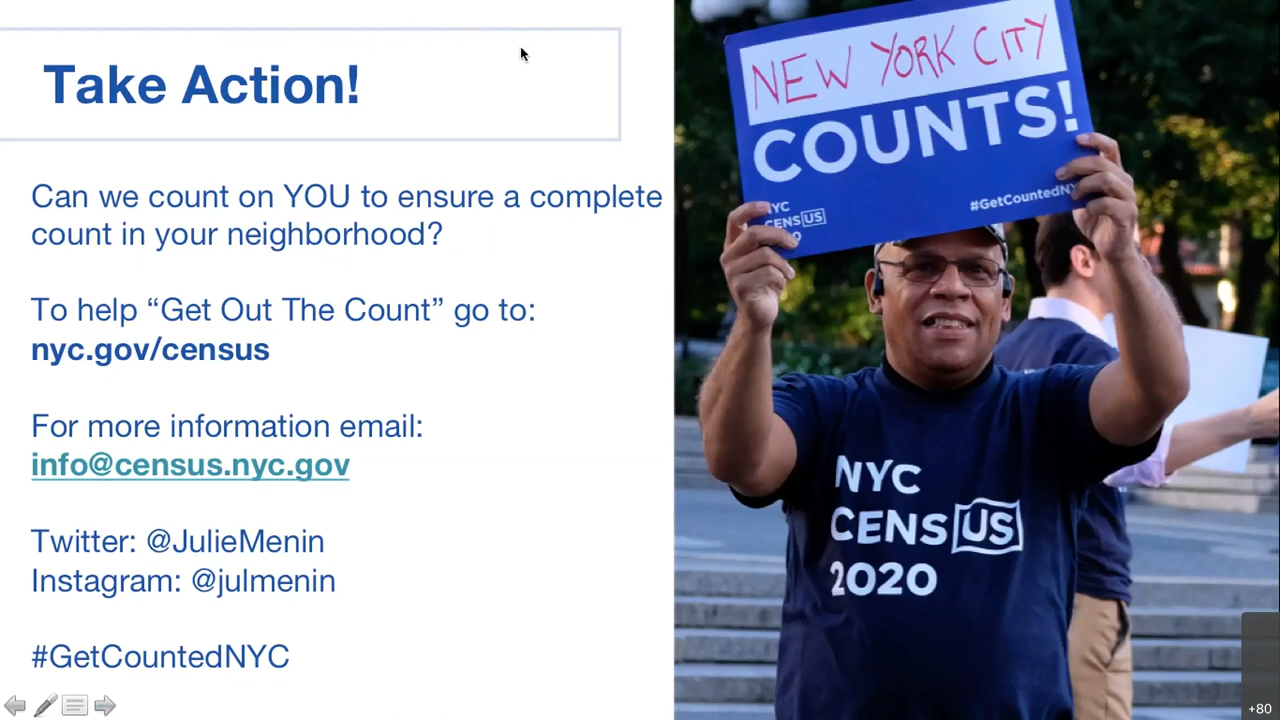 Take Action!
Can we count on YOU to ensure a complete
count in your neighborhood?
To help “Get Out The Count” go to:
nyc.gov/census
For more information email:
info@census.nyc.gov
Twitter: @JulieMenin
Instagram: @julmenin
#GetCountedNYC
NEW YORK CITY
COUNTS!
#GetCountedNY
NYC
CENSUS
NYC
CENSUS
2020
+80